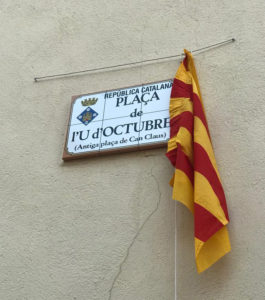 REPÚBLICA CATALANA
PLAÇA
de
l'U d'OCTUBRE
(Antiga plaça de Can Claus)